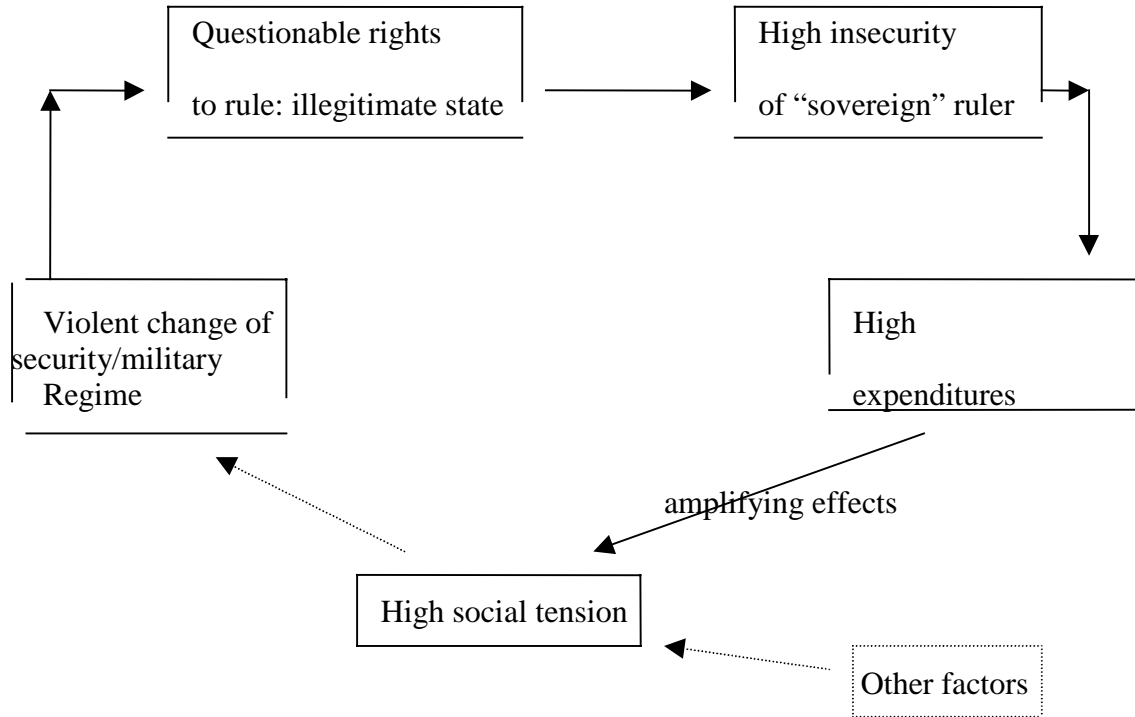 Questionable rights
to rule: illegitimate state
High insecurity
of “sovereign” ruler
Violent change of
security/military
Regime
High
expenditures
amplifying effects
High social tension
Other factors